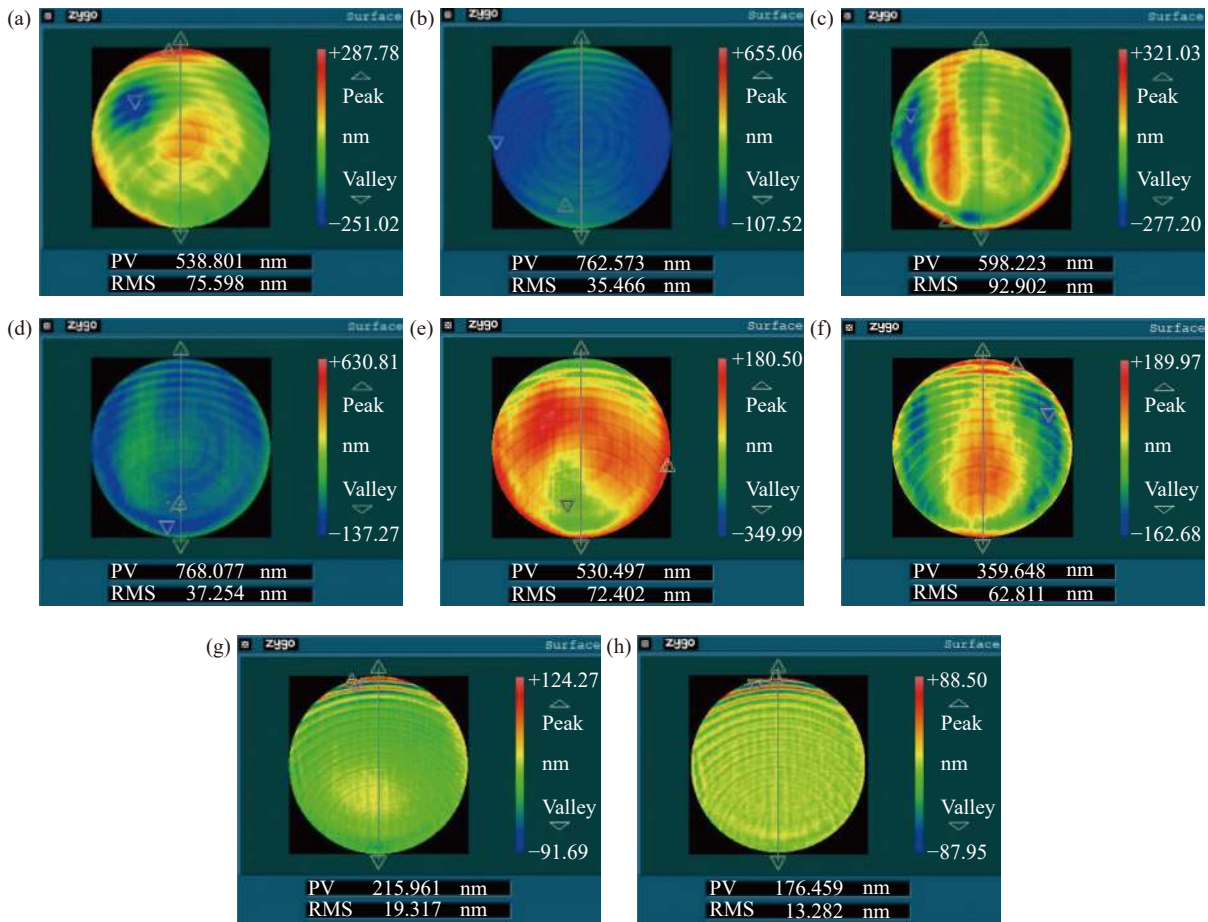 (a)
zygo
Surface
+287.78
Peak
nm
Valley
−251.02
PV 538.801 nm
RMS 75.598 nm
(b)
zygo
Surface
+655.06
Peak
nm
Valley
−107.52
PV 762.573 nm
RMS 35.466 nm
(c)
zygo
Surface
+321.03
Peak
nm
Valley
−277.20
PV 598.223 nm
RMS 92.902 nm
(d)
zygo
Surface
+630.81
Peak
nm
Valley
−137.27
PV 768.077 nm
RMS 37.254 nm
(e)
zygo
Surface
+180.50
Peak
nm
Valley
−349.99
PV 530.497 nm
RMS 72.402 nm
(f)
zygo
Surface
+189.97
Peak
nm
Valley
−162.68
PV 359.648 nm
RMS 62.811 nm
(g)
zygo
Surface
+124.27
Peak
nm
Valley
−91.69
PV 215.961 nm
RMS 19.317 nm
(h)
zygo
Surface
+88.50
Peak
nm
Valley
−87.95
PV 176.459 nm
RMS 13.282 nm